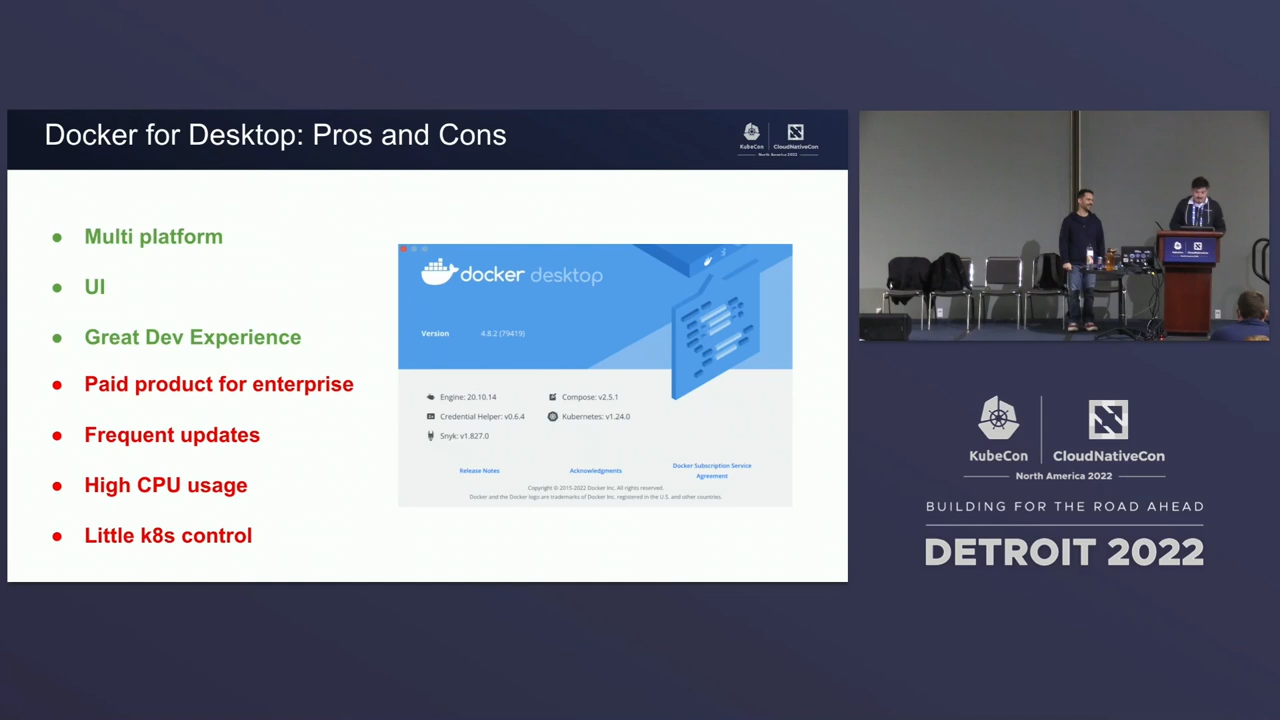 Docker for Desktop: Pros and Cons
KubeCon
CloudNativeCon
North America 2022
Multi platform
UI
Great Dev Experience
Paid product for enterprise
Frequent updates
High CPU usage
Little k8s control
docker desktop
Version 4.8.2 (79419)
Engine: 20.10.14
Compose: v2.5.1
Credential Helper: v0.6.4
Kubernetes: v1.24.0
Snyk: v1.827.0
Release Notes
Acknowledgments
Docker Subscription Service
Agreement
Copyright © 2015-2022 Docker Inc. All rights reserved.
Docker and the Docker logo are trademarks of Docker Inc. registered in the U.S. and other countries.
KubeCon
CloudNativeCon
North America 2022
BUILDING FOR THE ROAD AHEAD
DETROIT 2022